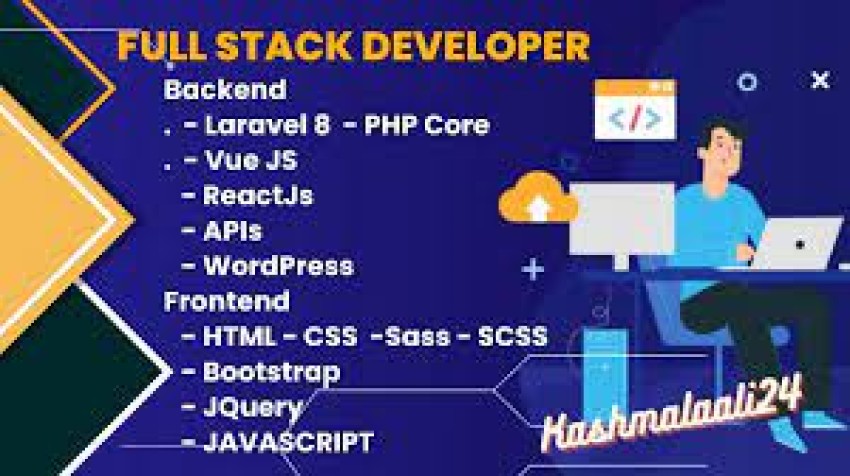 FULL STACK DEVELOPER
Backend
. - Laravel 8 - PHP Core
. - Vue JS
- ReactJs
- APIs
- WordPress
Frontend
- HTML - CSS -Sass - SCSS
- Bootstrap
- JQuery
- JAVASCRIPT
</>
Kashmalaali24